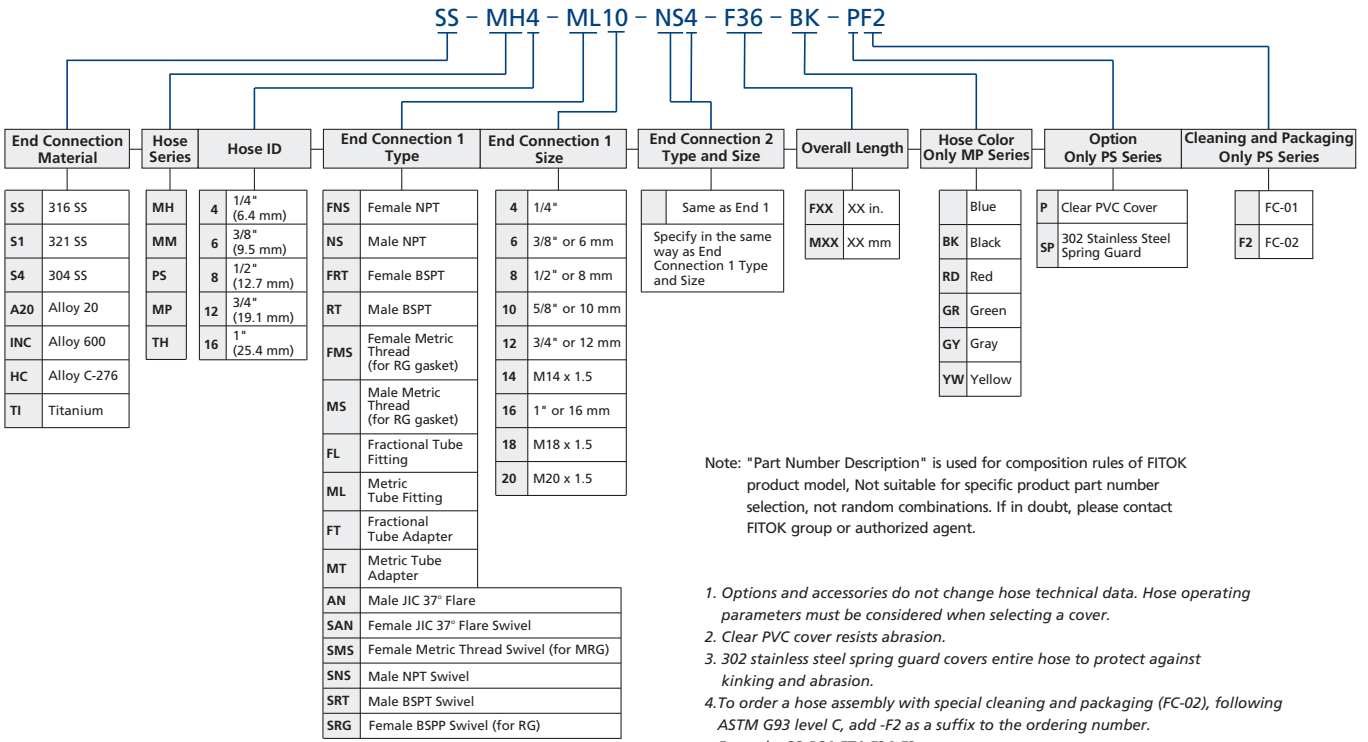 SS – MH4 – ML10 – NS4 – F36 – BK – PF2
End Connection
Material
Hose
Series
Hose ID
End Connection 1
Type
End Connection 1
Size
End Connection 2
Type and Size
Overall Length
Hose Color
Only MP Series
Option
Only PS Series
Cleaning and Packaging
Only PS Series
SS 316 SS
S1 321 SS
S4 304 SS
A20 Alloy 20
INC Alloy 600
HC Alloy C-276
TI Titanium
MH
MM
PS
MP
TH
4 1/4"
(6.4 mm)
6 3/8"
(9.5 mm)
8 1/2"
(12.7 mm)
12 3/4"
(19.1 mm)
16 1"
(25.4 mm)
FNS Female NPT
NS Male NPT
FRT Female BSPT
RT Male BSPT
FMS Female Metric
Thread
(for RG gasket)
MS Male Metric
Thread
(for RG gasket)
FL Fractional Tube
Fitting
ML Metric
Tube Fitting
FT Fractional
Tube Adapter
MT Metric Tube
Adapter
AN Male JIC 37° Flare
SAN Female JIC 37° Flare Swivel
SMS Female Metric Thread Swivel (for MRG)
SNS Male NPT Swivel
SRT Male BSPT Swivel
SRG Female BSPP Swivel (for RG)
4 1/4"
6 3/8" or 6 mm
8 1/2" or 8 mm
10 5/8" or 10 mm
12 3/4" or 12 mm
14 M14 x 1.5
16 1" or 16 mm
18 M18 x 1.5
20 M20 x 1.5
Same as End 1
Specify in the same
way as End
Connection 1 Type
and Size
FXX XX in.
MXX XX mm
Blue
BK Black
RD Red
GR Green
GY Gray
YW Yellow
P Clear PVC Cover
SP 302 Stainless Steel
Spring Guard
FC-01
F2 FC-02
Note: "Part Number Description" is used for composition rules of FITOK
product model, Not suitable for specific product part number
selection, not random combinations. If in doubt, please contact
FITOK group or authorized agent.
1. Options and accessories do not change hose technical data. Hose operating
parameters must be considered when selecting a cover.
2. Clear PVC cover resists abrasion.
3. 302 stainless steel spring guard covers entire hose to protect against
kinking and abrasion.
4.To order a hose assembly with special cleaning and packaging (FC-02), following
ASTM G93 level C, add -F2 as a suffix to the ordering number.